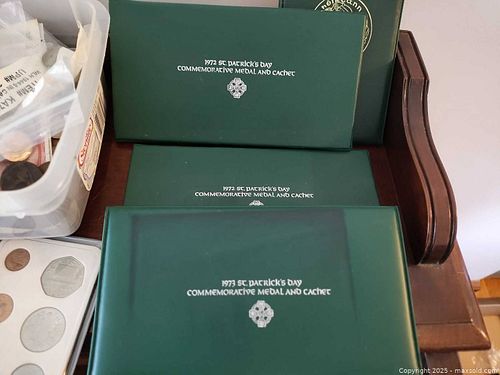 1972 St. Patrick's Day
Commemorative Medal and Cachet
1972 St. Patrick's Day
Commemorative Medal and Cachet
1973 St. Patrick's Day
Commemorative Medal and Cachet
Copyright 2025 - maxsold.com